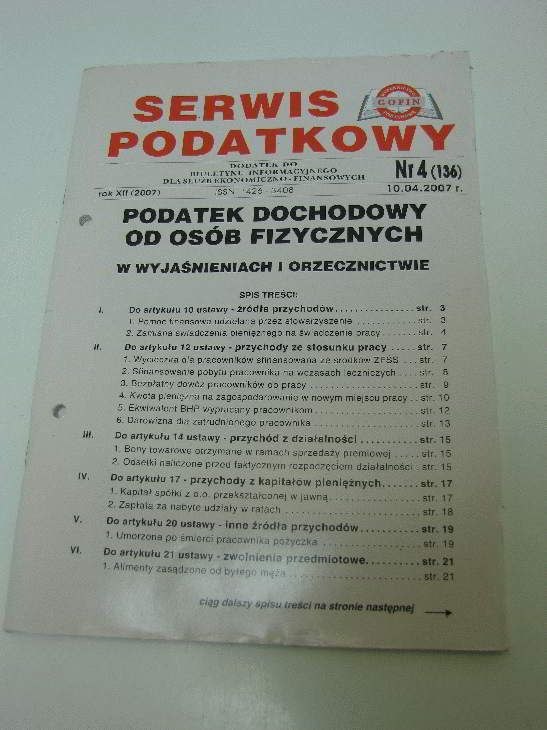 SERWIS
GOFIN
PODATKOWY
DODATEK DO
BIULETYNU INFORMACYJNEGO
DLA SŁUŻB EKONOMICZNO - FINANSOWYCH
Nr 4 (136)
rok XII (2007)
ISSN 1426 - 3408
10.04.2007 r.
PODATEK DOCHODOWY
OD OSÓB FIZYCZNYCH
W WYJAŚNIENIACH I ORZECZNICTWIE
SPIS TREŚCI:
I. Do artykułu 10 ustawy - źródła przychodów ................ str. 3
1. Pomoc finansowa udzielana przez stowarzyszenie ........... str. 3
2. Zamiana świadczenia pieniężnego na świadczenie pracy ..... str. 4
II. Do artykułu 12 ustawy - przychody ze stosunku pracy ..... str. 7
1. Wycieczka dla pracowników sfinansowana ze środków ZFŚS ... str. 7
2. Sfinansowanie pobytu pracownika na wczasach leczniczych ... str. 8
3. Bezpłatny dowóz pracowników do pracy ..................... str. 9
4. Kwota pieniężna na zagospodarowanie w nowym miejscu pracy .. str. 10
5. Ekwiwalent BHP wypłacany pracownikom ..................... str. 12
6. Darowizna dla zatrudnionego pracownika ................... str. 13
III. Do artykułu 14 ustawy - przychód z działalności ........ str. 15
1. Bony towarowe otrzymane w ramach sprzedaży premiowej ..... str. 15
2. Odsetki naliczone przed faktycznym rozpoczęciem działalności . str. 15
IV. Do artykułu 17 - przychody z kapitałów pieniężnych....... str. 17
1. Kapitał spółki z o.o. przekształconej w jawną............ str. 17
2. Zapłata za nabyte udziały w ratach ....................... str. 18
V. Do artykułu 20 ustawy - inne źródła przychodów........... str. 19
1. Umorzona po śmierci pracownika pożyczka .................. str. 19
VI. Do artykułu 21 ustawy - zwolnienia przedmiotowe.......... str. 21
1. Alimenty zasądzone od byłego męża ........................ str. 21
ciąg dalszy spisu treści na stronie następnej